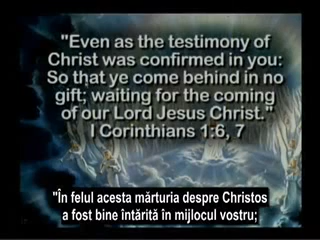 "Even as the testimony of
Christ was confirmed in you:
So that ye come behind in no
gift; waiting for the coming
of our Lord Jesus Christ."
I Corinthians 1:6, 7
"În felul acesta mărturia despre Christos
a fost bine întărită în mijlocul vostru;